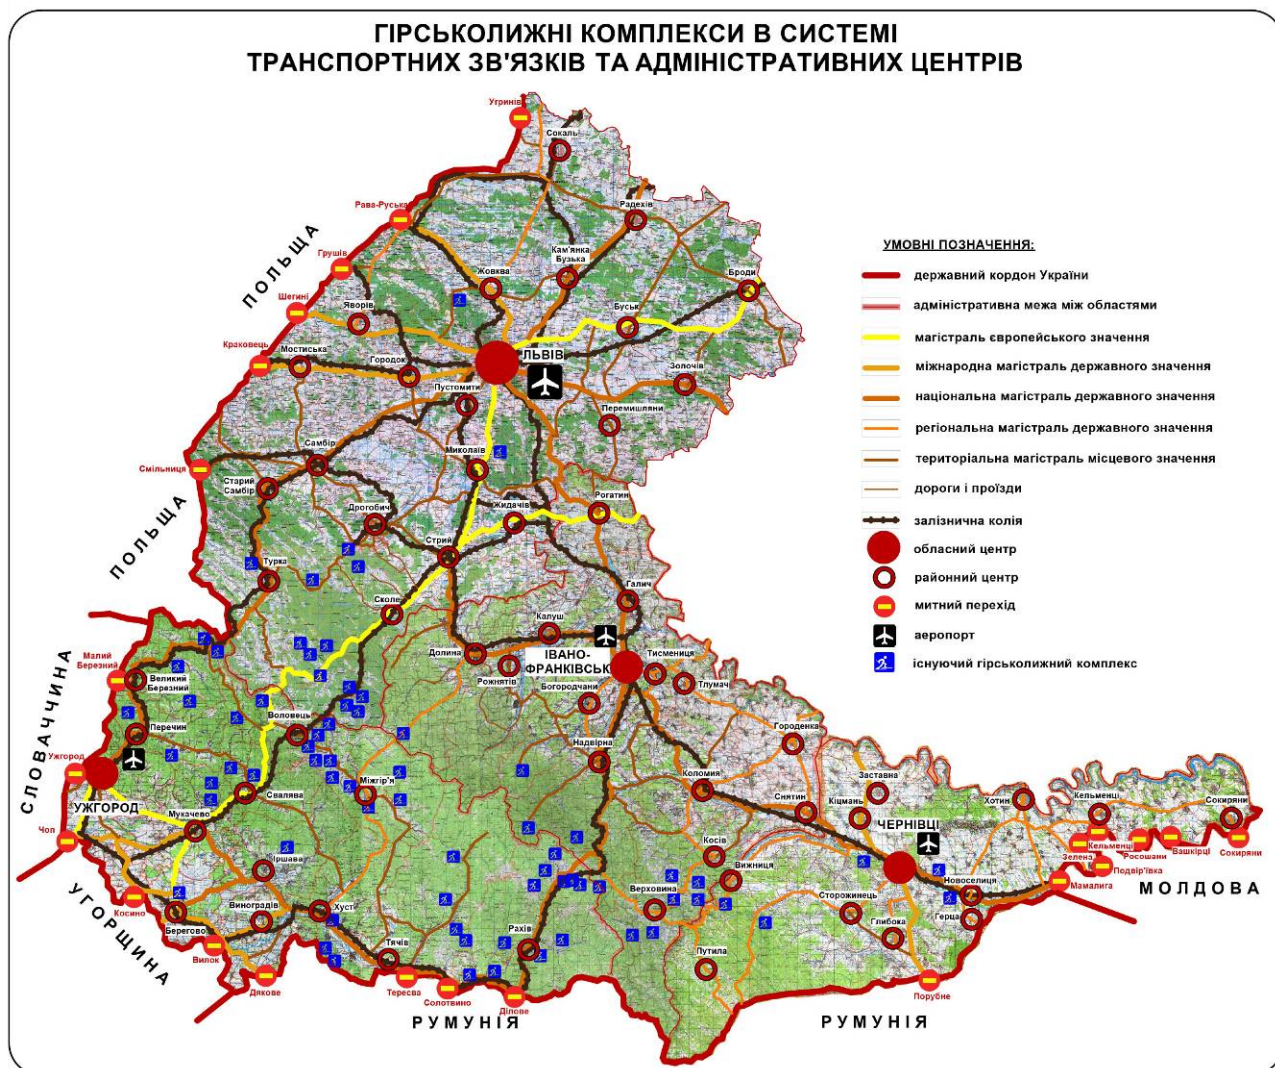 ГІРСЬКОЛИЖНІ КОМПЛЕКСИ В СИСТЕМІ
ТРАНСПОРТНИХ ЗВ'ЯЗКІВ ТА АДМІНІСТРАТИВНИХ ЦЕНТРІВ
Угринів
Сокаль
Рава-Руська
Радехів
ПОЛЬЩА
Грушів
Кам'янка
Бузька
Жовква
Броди
Шегині
Яворів
Буськ
Краковець
Мостиська
Городок
ЛЬВІВ
Золочів
Пустомити
Перемишляни
Самбір
Миколаїв
Смільниця
Старий
Самбір
Рогатин
Дрогобич
Жидачів
ПОЛЬЩА
Стрий
Турка
Сколе
Галич
Калуш
Долина
ІВАНО-
ФРАНКІВСЬК
Тисмениця
Малий
Березний
Великий
Березний
Рожнятів
Богородчани
Тлумач
СЛОВАЧЧИНА
Перечин
Воловець
Надвірна
Городенка
Ужгород
УЖГОРОД
Міжгір'я
Свалява
Коломия
Снятин
Заставна
Кіцмань
Хотин
Кельменці
Сокиряни
Чоп
Мукачево
ЧЕРНІВЦІ
Зелена
Кельменці
Росошани
Вашкірці
Сокиряни
Подвір'ївка
Мамалига
МОЛДОВА
Іршава
Косів
Вижниця
Верховина
Сторожинець
Новоселиця
УГОРЩИНА
Косино
Берегово
Виноградів
Хуст
Глибока
Герца
Вилок
Тячів
Рахів
Путила
Дякове
Тересва
Солотвино
Ділове
Порубне
РУМУНІЯ
РУМУНІЯ
УМОВНІ ПОЗНАЧЕННЯ:
державний кордон України
адміністративна межа між областями
магістраль європейського значення
міжнародна магістраль державного значення
національна магістраль державного значення
регіональна магістраль державного значення
територіальна магістраль місцевого значення
дороги і проїзди
залізнична колія
обласний центр
районний центр
митний перехід
аеропорт
існуючий гірськолижний комплекс